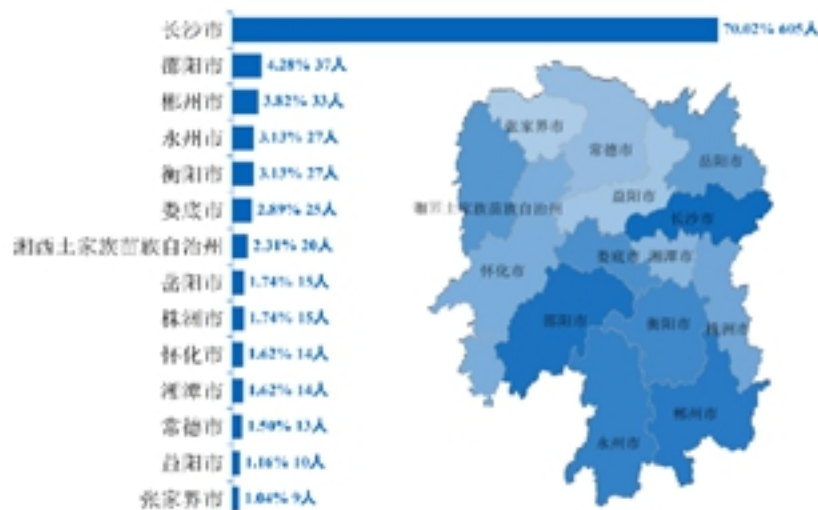 长沙市 70.02% 605人
邵阳市 4.28% 37人
郴州市 3.82% 33人
永州市 3.13% 27人
衡阳市 3.13% 27人
娄底市 2.89% 25人
湘西土家族苗族自治州 2.31% 20人
岳阳市 1.74% 15人
株洲市 1.74% 15人
怀化市 1.62% 14人
湘潭市 1.62% 14人
常德市 1.50% 13人
益阳市 1.16% 10人
张家界市 1.04% 9人
张家界市
常德市
岳阳市
益阳市
湘西土家族苗族自治州
长沙市
娄底市
湘潭市
怀化市
邵阳市
衡阳市
株洲市
郴州市
永州市